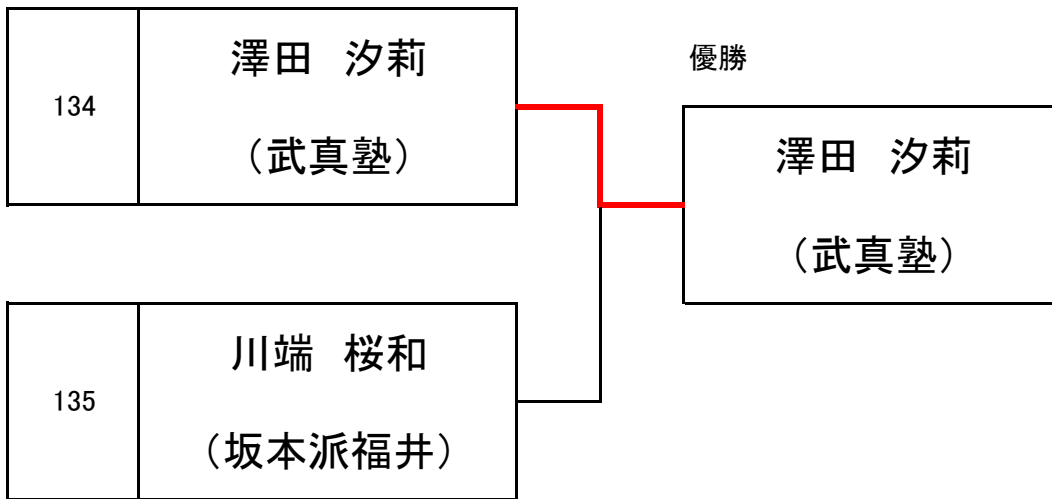 134
澤田　汐莉
（武真塾）
135
川端　桜和
（坂本派福井）
優勝
澤田　汐莉
（武真塾）